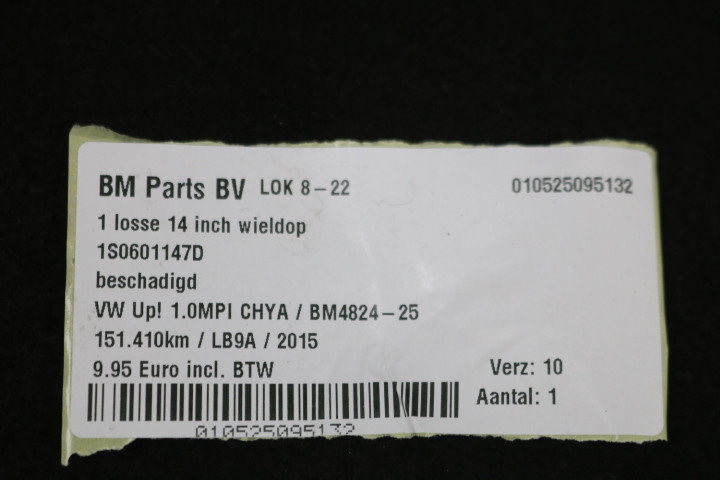 BM Parts BV LOK 8-22 010525095132
1 losse 14 inch wieldop
1S0601147D
beschadigd
VW Up! 1.0MPI CHYA / BM4824-25
151.410km / LB9A / 2015
9.95 Euro incl. BTW Verz: 10
Aantal: 1
010525095132